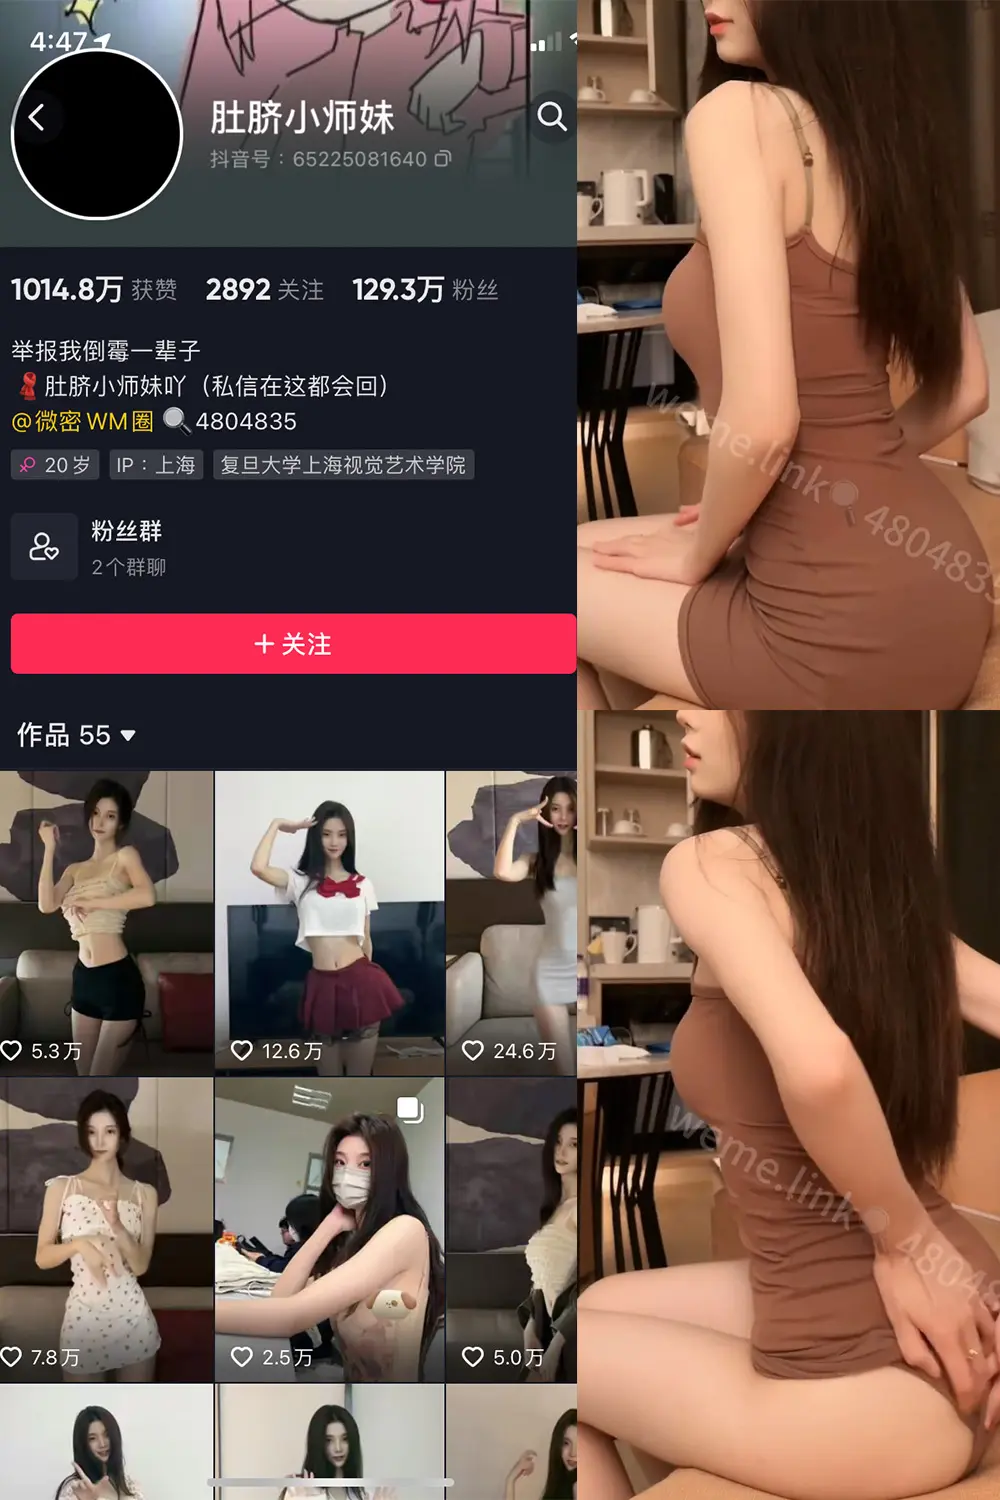 4:47
肚脐小师妹
抖音号：65225081640
1014.8万 获赞 2892 关注 129.3万 粉丝
举报我倒霉一辈子
肚脐小师妹吖（私信在这都会回）
@微密WM圈 🔍4804835
20岁 IP：上海 复旦大学上海视觉艺术学院
粉丝群
2个群聊
+ 关注
作品 55
5.3万 12.6万 24.6万
7.8万 2.5万 5.0万
weme.link🔍4804835
weme.link🔍48048